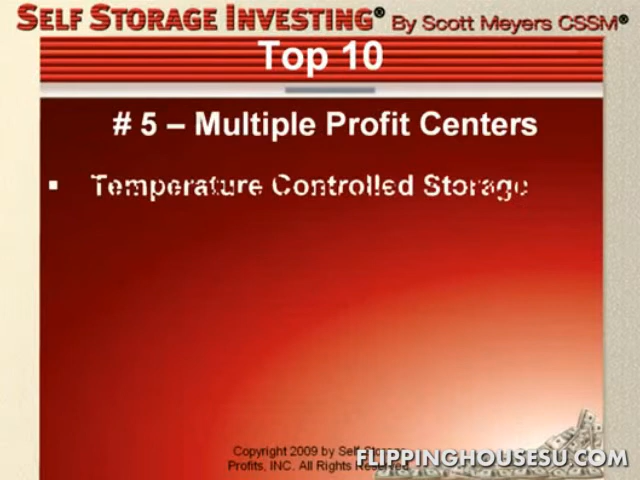 SELF STORAGE INVESTING® By Scott Meyers CSSM®
Top 10
# 5 – Multiple Profit Centers
▪ Temperature Controlled Storage
Copyright 2009 by Self
Profits, INC. All Rights Reserved
FLIPPINGHOUSESU.COM